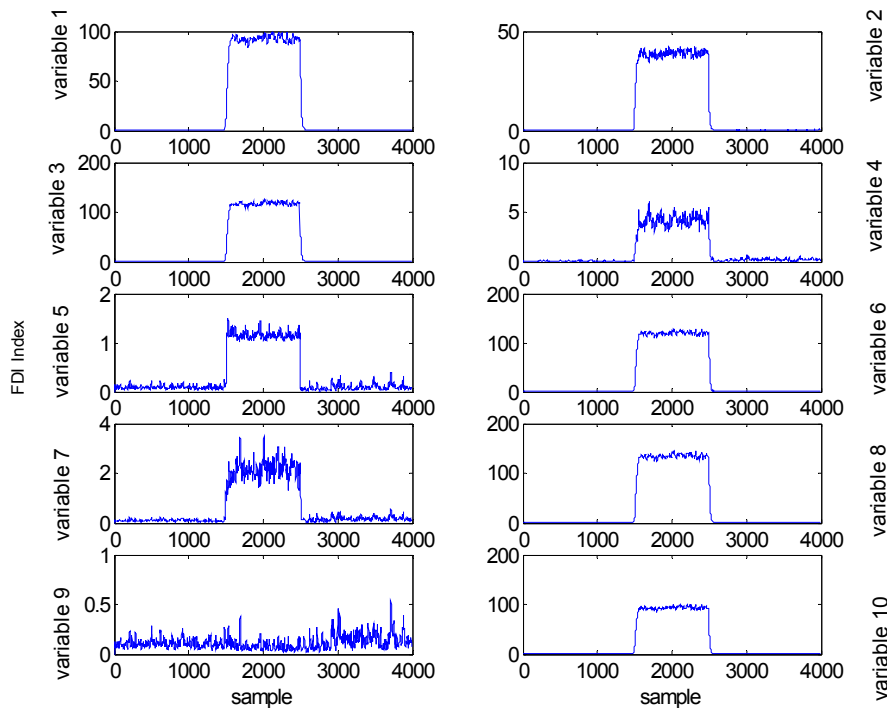 variable 1
100
50
0
0 1000 2000 3000 4000
variable 2
50
0
0 1000 2000 3000 4000
variable 3
200
100
0
0 1000 2000 3000 4000
variable 4
10
5
0
0 1000 2000 3000 4000
FDI Index
variable 5
2
1
0
0 1000 2000 3000 4000
variable 6
200
100
0
0 1000 2000 3000 4000
variable 7
4
2
0
0 1000 2000 3000 4000
variable 8
200
100
0
0 1000 2000 3000 4000
variable 9
1
0.5
0
0 1000 2000 3000 4000
sample
variable 10
200
100
0
0 1000 2000 3000 4000
sample